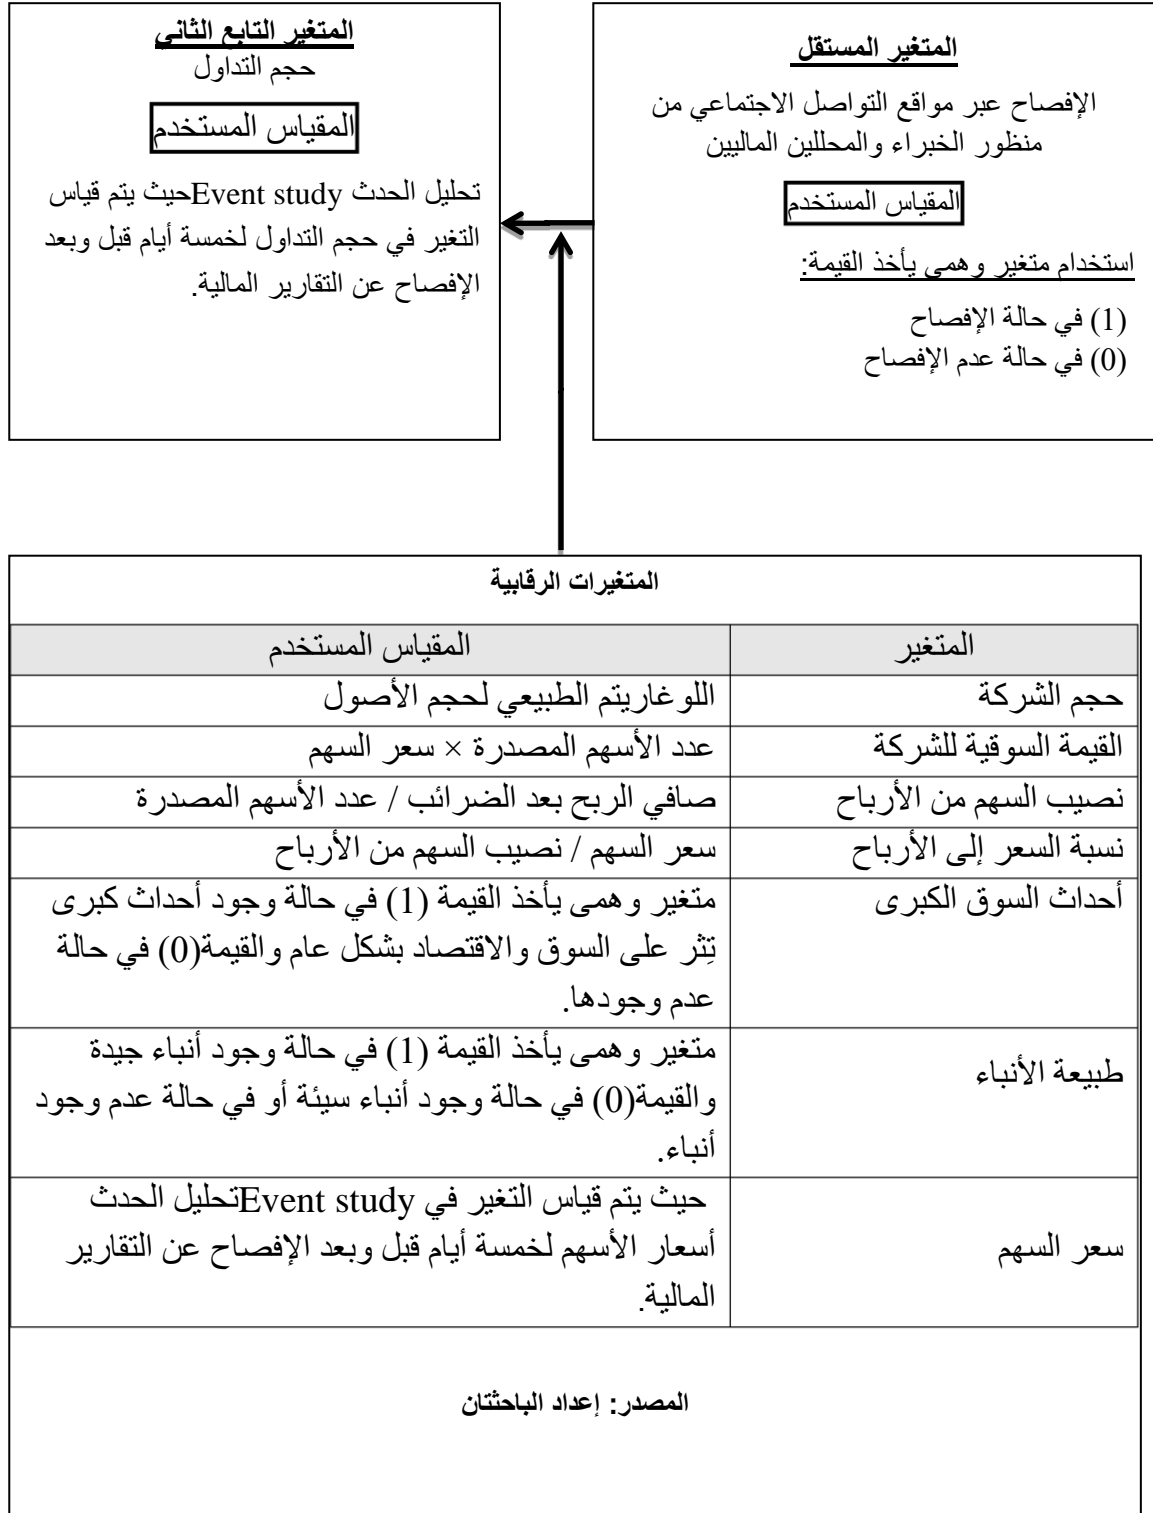 المتغير المستقل
الإفصاح عبر مواقع التواصل الاجتماعي من
منظور الخبراء والمحللين الماليين
المقياس المستخدم
استخدام متغير وهمى يأخذ القيمة:
(1) في حالة الإفصاح
(0) في حالة عدم الإفصاح
المتغير التابع الثاني
حجم التداول
المقياس المستخدم
تحليل الحدث Event study حيث يتم قياس
التغير في حجم التداول لخمسة أيام قبل وبعد
الإفصاح عن التقارير المالية.
المتغيرات الرقابية
المتغير
المقياس المستخدم
حجم الشركة
اللوغاريتم الطبيعي لحجم الأصول
القيمة السوقية للشركة
عدد الأسهم المصدرة × سعر السهم
نصيب السهم من الأرباح
صافي الربح بعد الضرائب / عدد الأسهم المصدرة
نسبة السعر إلى الأرباح
سعر السهم / نصيب السهم من الأرباح
أحداث السوق الكبرى
متغير وهمى يأخذ القيمة (1) في حالة وجود أحداث كبرى
تِثر على السوق والاقتصاد بشكل عام والقيمة(0) في حالة
عدم وجودها.
طبيعة الأنباء
متغير وهمى يأخذ القيمة (1) في حالة وجود أنباء جيدة
والقيمة(0) في حالة وجود أنباء سيئة أو في حالة عدم وجود
أنباء.
سعر السهم
حيث يتم قياس التغير في Event studyتحليل الحدث
أسعار الأسهم لخمسة أيام قبل وبعد الإفصاح عن التقارير
المالية.
المصدر: إعداد الباحثتان